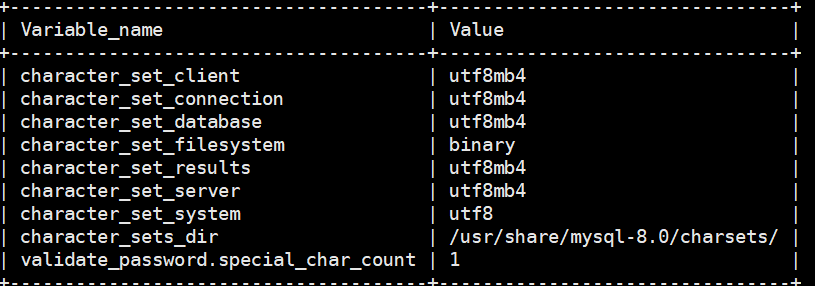 +---------------------------------------+---------------------------------+
| Variable_name | Value |
+---------------------------------------+---------------------------------+
| character_set_client | utf8mb4 |
| character_set_connection | utf8mb4 |
| character_set_database | utf8mb4 |
| character_set_filesystem | binary |
| character_set_results | utf8mb4 |
| character_set_server | utf8mb4 |
| character_set_system | utf8 |
| character_sets_dir | /usr/share/mysql-8.0/charsets/ |
| validate_password.special_char_count | 1 |
+---------------------------------------+---------------------------------+